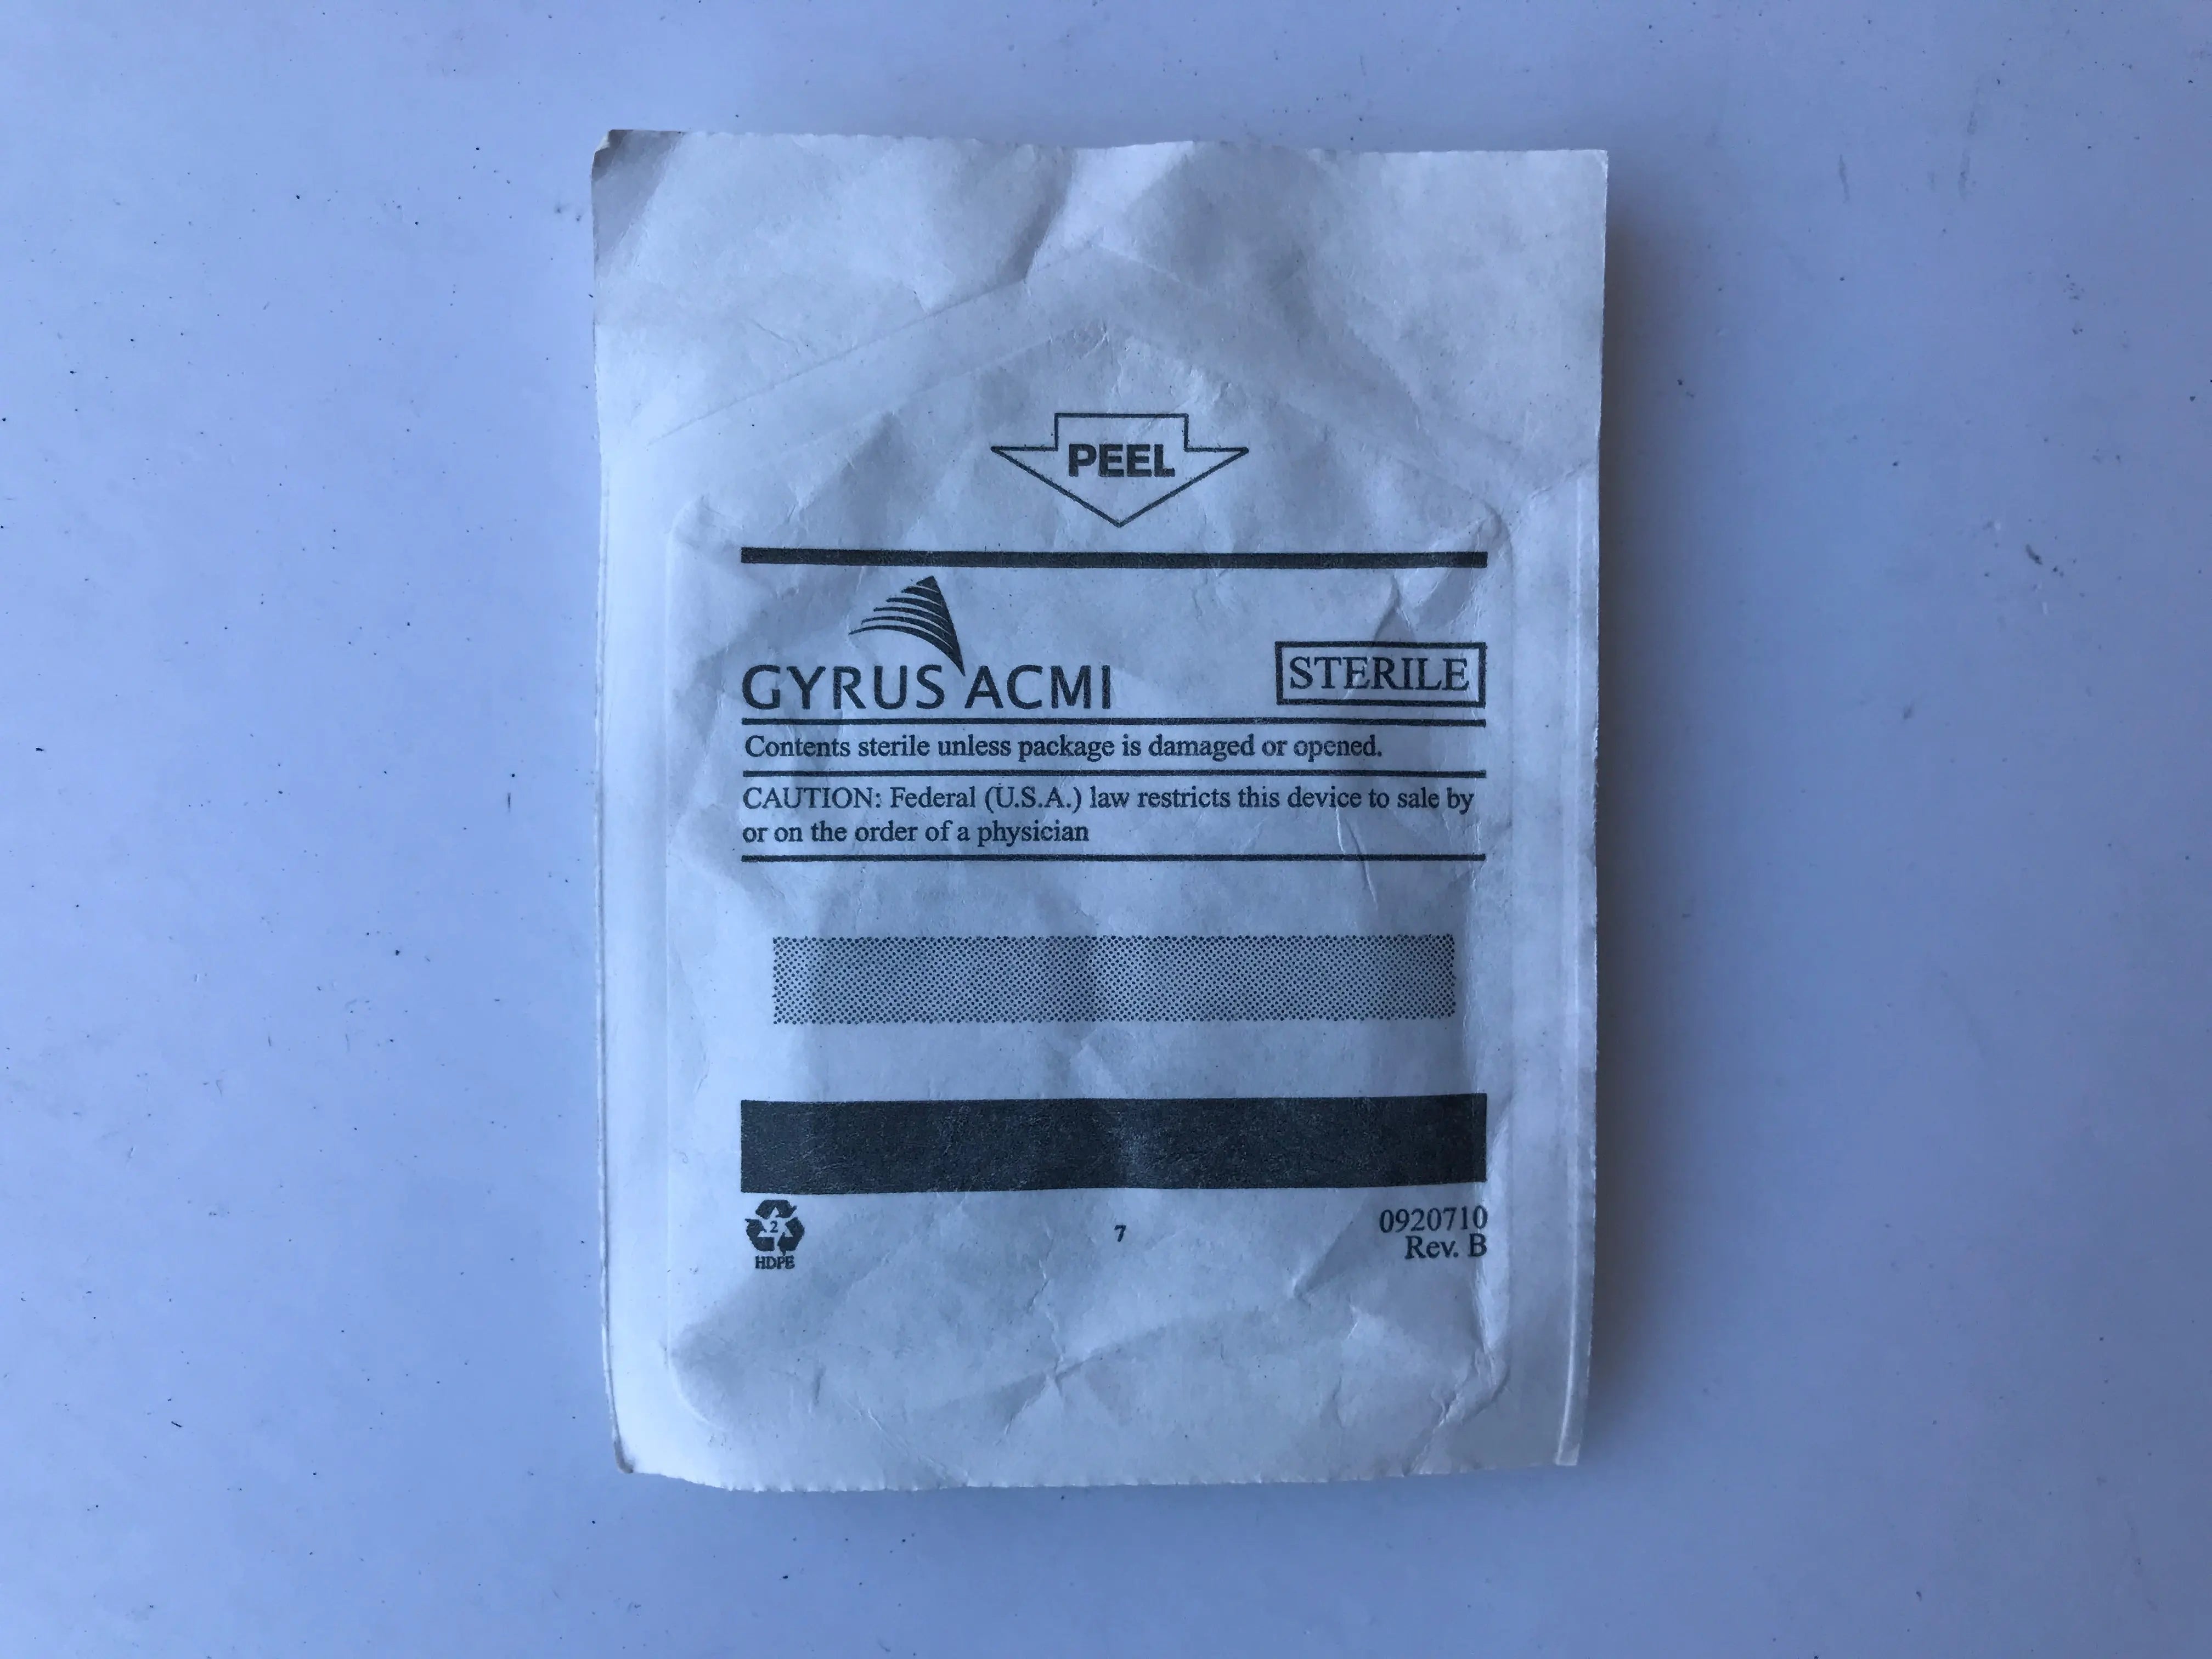 PEEL
GYRUS ACMI
STERILE
Contents sterile unless package is damaged or opened.
CAUTION: Federal (U.S.A.) law restricts this device to sale by
or on the order of a physician
2
HDPE
7
0920710
Rev. B